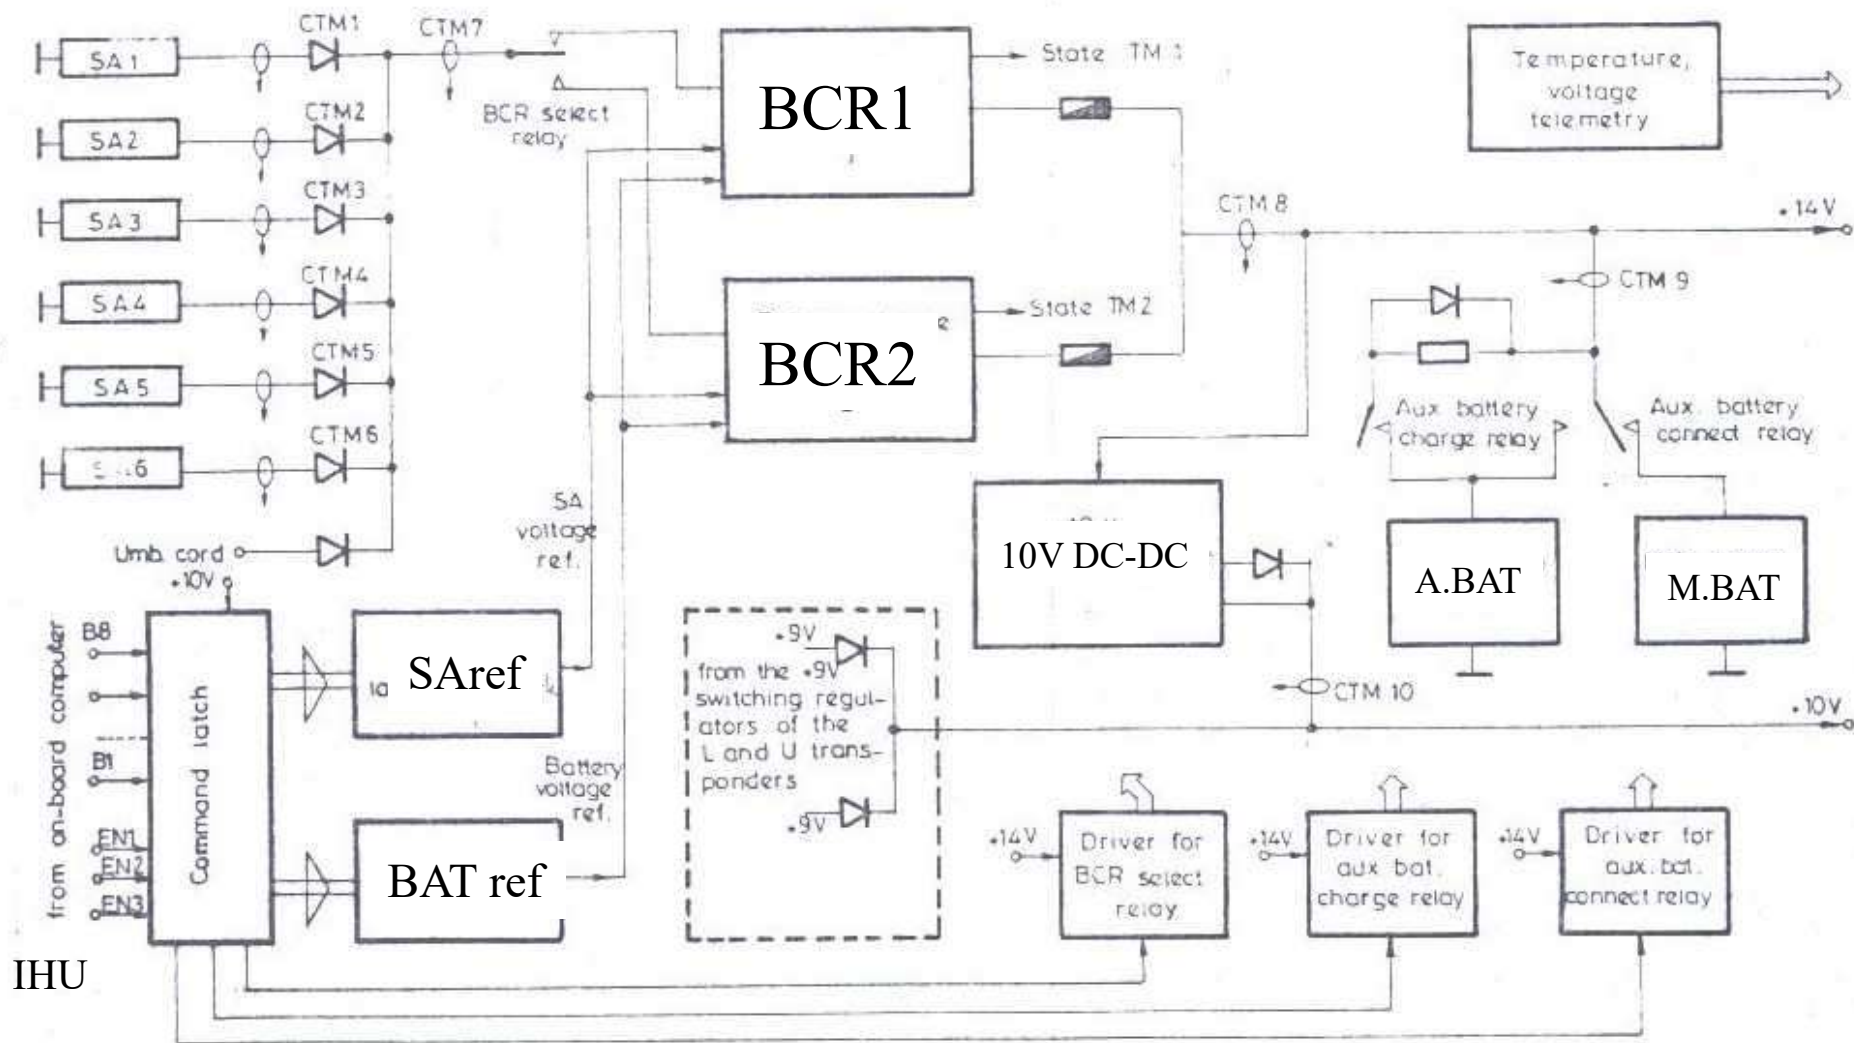 CTM1
CTM7
SA1
State TM 1
Temperature,
voltage
telemetry
BCR1
CTM2
BCR select
relay
SA2
CTM3
SA3
CTM 8
+14V
CTM4
SA4
State TM2
CTM 9
BCR2
CTM5
SA5
Aux battery
charge relay
Aux. battery
connect relay
CTM6
SA
voltage
ref.
Umb. cord
+10V
10V DC-DC
A.BAT
M.BAT
from on-board computer
B8
B1
EN1
EN2
EN3
Command latch
SAref
BAT ref
Battery
voltage
ref.
+9V
from the +9V
switching regul-
ators of the
L and U trans-
ponders
+9V
CTM 10
+10V
+14V
Driver for
BCR select
relay
+14V
Driver for
aux bat.
charge relay
+14V
Driver for
aux. bat.
connect relay
IHU